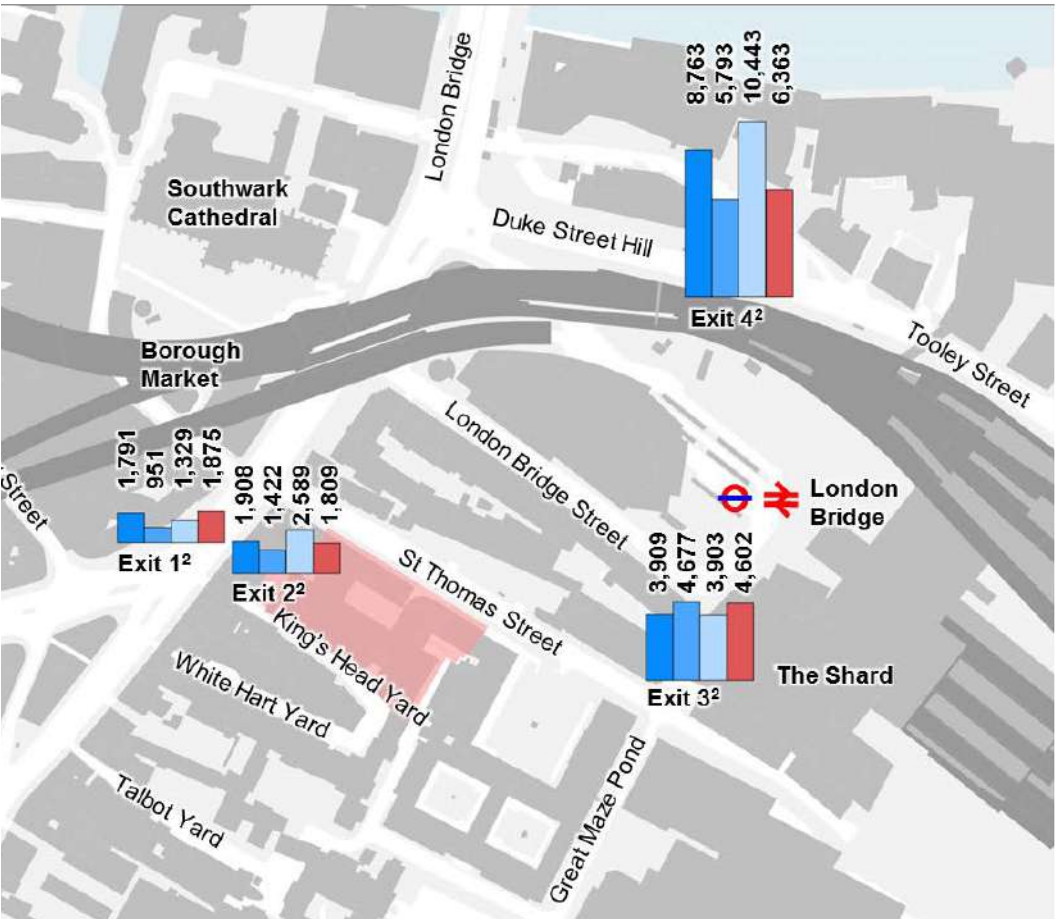 London Bridge
8,763
5,793
10,443
6,363
Southwark
Cathedral
Duke Street Hill
Exit 4²
Tooley Street
Borough
Market
London Bridge Street
1,791
951
1,329
1,875
Street
1,908
1,422
2,589
1,809
London
Bridge
Exit 1²
Exit 2²
St Thomas Street
3,909
4,677
3,903
4,602
King's Head Yard
White Hart Yard
The Shard
Exit 3²
Talbot Yard
Great Maze Pond